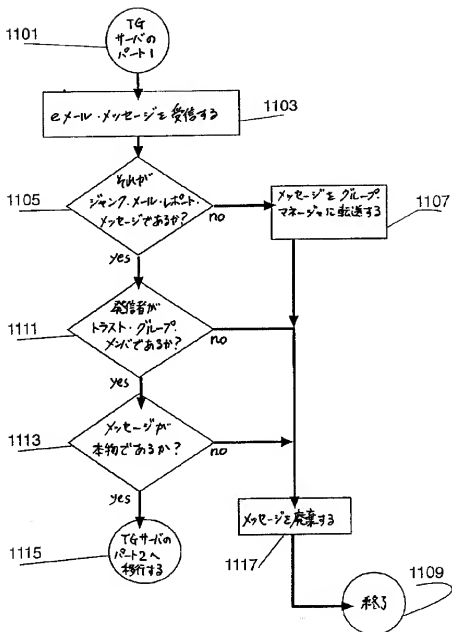 1101
TG
サーバの
パート1
eメール・メッセージを受信する
1103
それが
ジャンク・メール・レポート・
メッセージであるか?
1105
no
メッセージをグループ・
マネージャに転送する
1107
yes
発信者が
トラスト・グループ・
メンバであるか?
1111
no
yes
メッセージが
本物であるか?
1113
no
yes
TGサーバの
パート2へ
移行する
1115
メッセージを廃棄する
1117
終了
1109